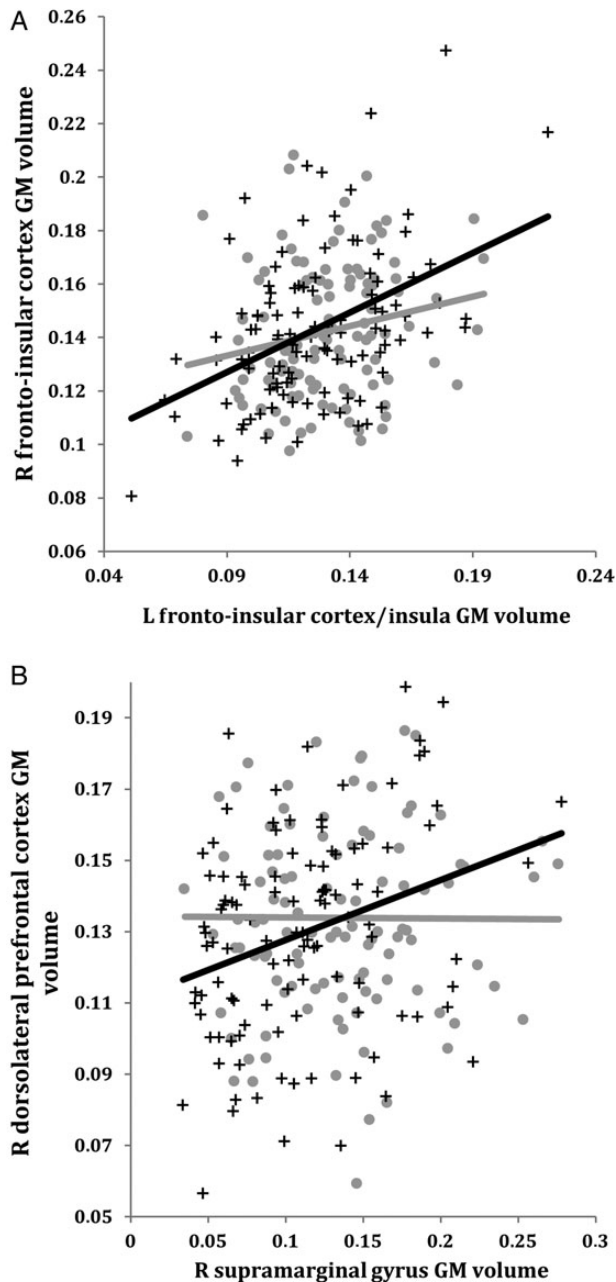 A
0.26
0.24
0.22
0.2
0.18
0.16
0.14
0.12
0.1
0.08
0.06
R fronto-insular cortex GM volume
0.04 0.09 0.14 0.19 0.24
L fronto-insular cortex/insula GM volume
B
0.19
0.17
0.15
0.13
0.11
0.09
0.07
0.05
R dorsolateral prefrontal cortex GM
volume
0 0.05 0.1 0.15 0.2 0.25 0.3
R supramarginal gyrus GM volume